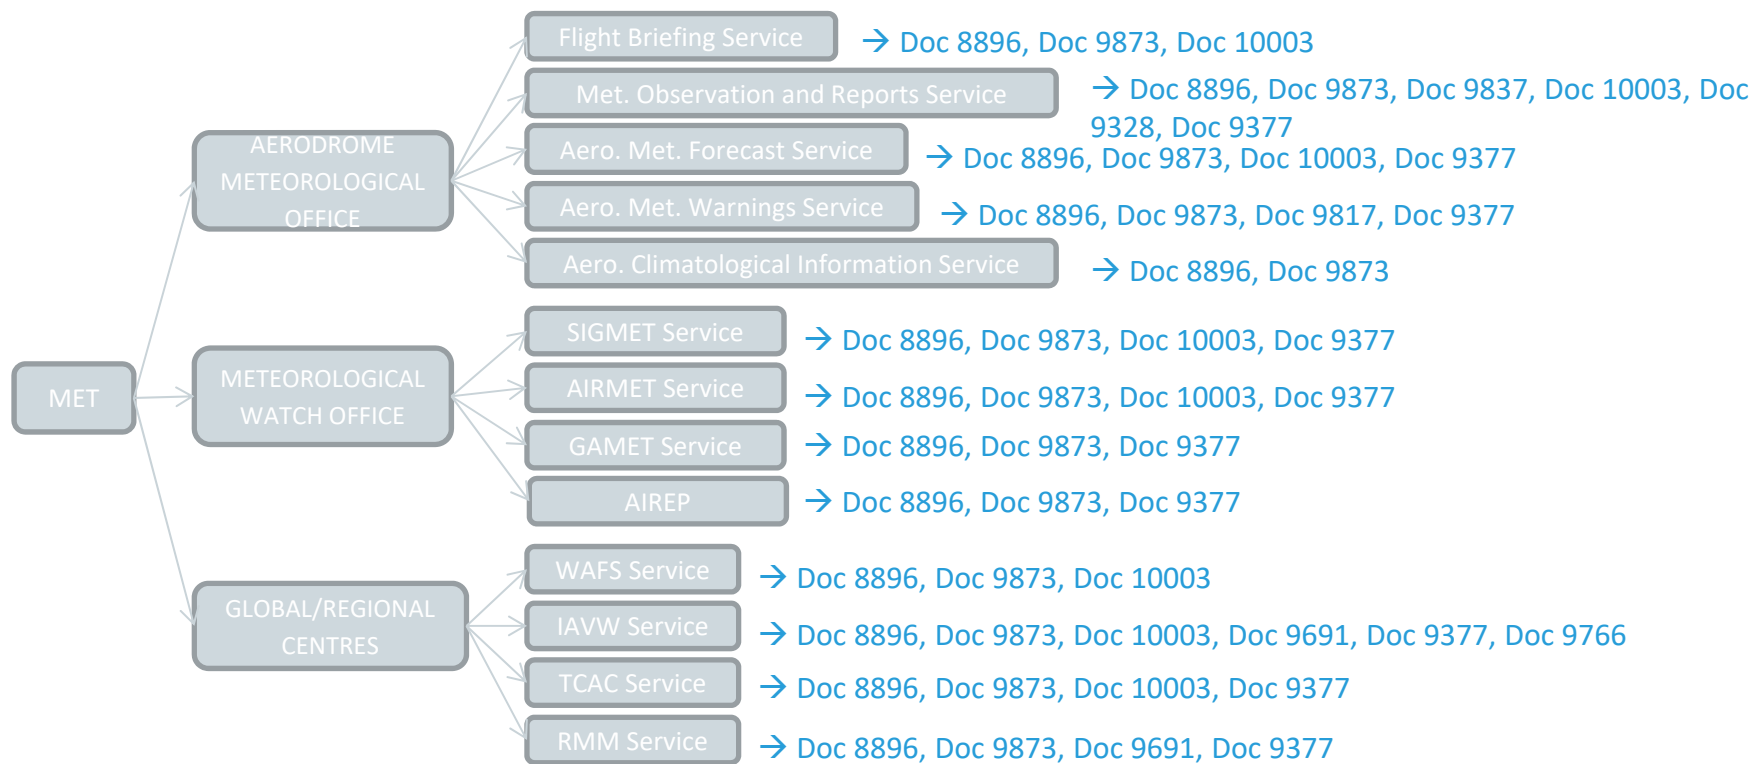 Flight Briefing Service
→ Doc 8896, Doc 9873, Doc 10003
Met. Observation and Reports Service
→ Doc 8896, Doc 9873, Doc 9837, Doc 10003, Doc
9328, Doc 9377
AERODROME
METEOROLOGICAL
OFFICE
Aero. Met. Forecast Service
→ Doc 8896, Doc 9873, Doc 10003, Doc 9377
Aero. Met. Warnings Service
→ Doc 8896, Doc 9873, Doc 9817, Doc 9377
Aero. Climatological Information Service
→ Doc 8896, Doc 9873
MET
METEOROLOGICAL
WATCH OFFICE
SIGMET Service
→ Doc 8896, Doc 9873, Doc 10003, Doc 9377
AIRMET Service
→ Doc 8896, Doc 9873, Doc 10003, Doc 9377
GAMET Service
→ Doc 8896, Doc 9873, Doc 9377
AIREP
→ Doc 8896, Doc 9873, Doc 9377
GLOBAL/REGIONAL
CENTRES
WAFS Service
→ Doc 8896, Doc 9873, Doc 10003
IAVW Service
→ Doc 8896, Doc 9873, Doc 10003, Doc 9691, Doc 9377, Doc 9766
TCAC Service
→ Doc 8896, Doc 9873, Doc 10003, Doc 9377
RMM Service
→ Doc 8896, Doc 9873, Doc 9691, Doc 9377